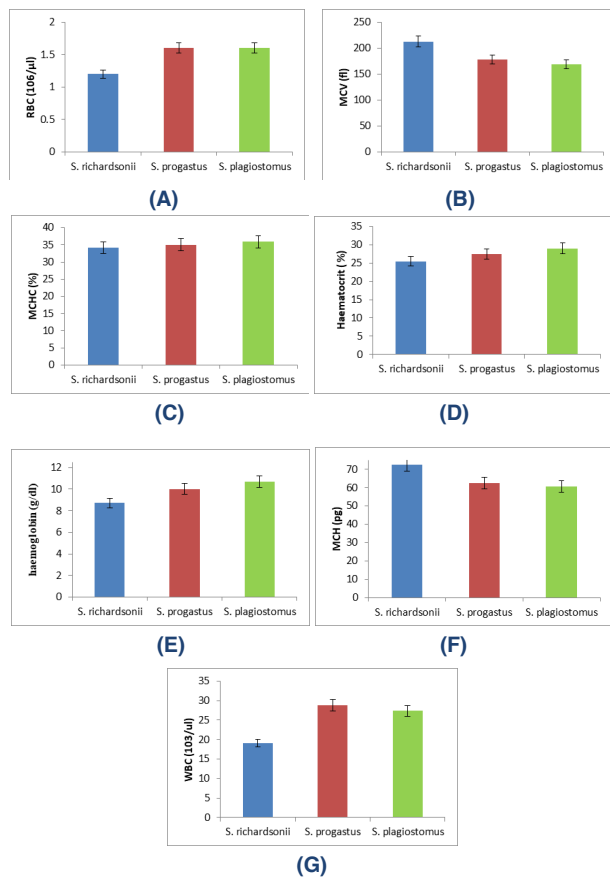 2
1.5
1
0.5
0
RBC (106/μl)
S. richardsonii S. progastus S. plagiostomus
(A)
250
200
150
100
50
0
MCV (fl)
S. richardsonii S. progastus S. plagiostomus
(B)
40
35
30
25
20
15
10
5
0
MCHC (%)
S. richardsonii S. progastus S. plagiostomus
(C)
35
30
25
20
15
10
5
0
Haematocrit ( %)
S. richardsonii S. progastus S. plagiostomus
(D)
12
10
8
6
4
2
0
haemoglobin (g/dl)
S. richardsonii S. progastus S. plagiostomus
(E)
70
60
50
40
30
20
10
0
MCH (pg)
S. richardsonii S. progastus S. plagiostomus
(F)
35
30
25
20
15
10
5
0
WBC (103/ul)
S. richardsonii S. progastus S. plagiostomus
(G)